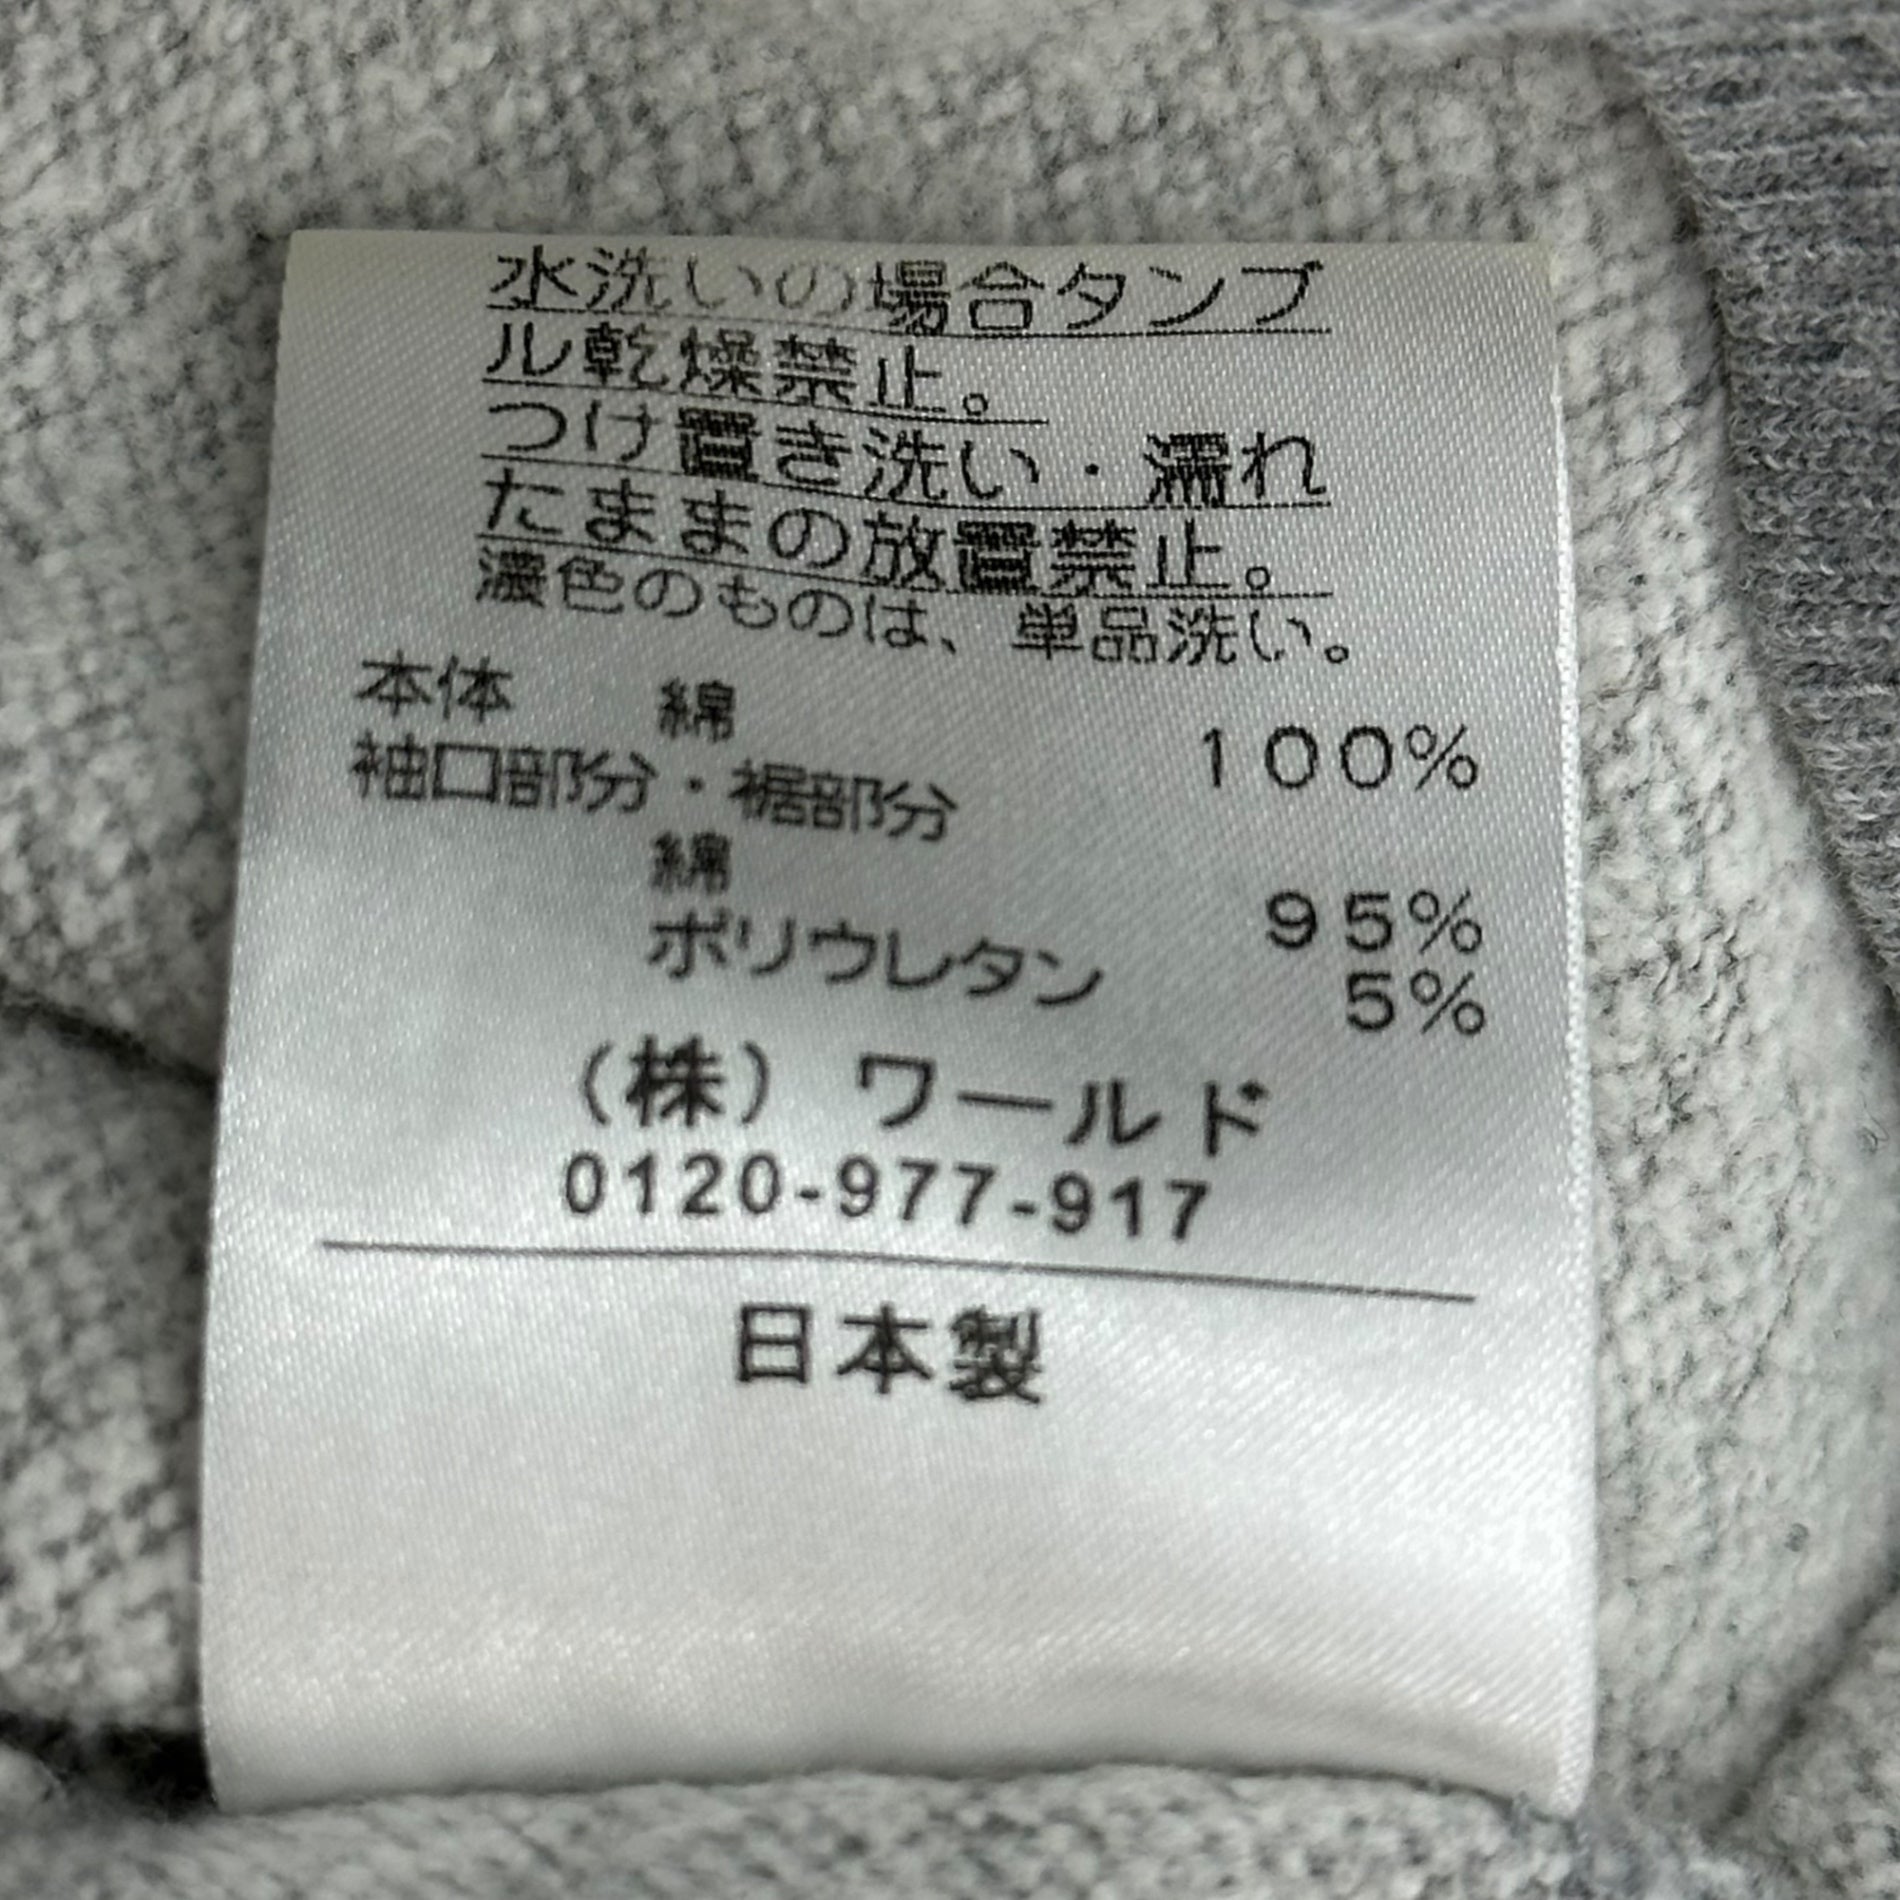 水洗いの場合タンブ
ル乾燥禁止。
つけ置き洗い・濡れ
たままの放置禁止。
濃色のものは、単品洗い。
本体 綿 100%
袖口部分・裾部分
綿 95%
ポリウレタン 5%
(株) ワールド
0120-977-917
日本製